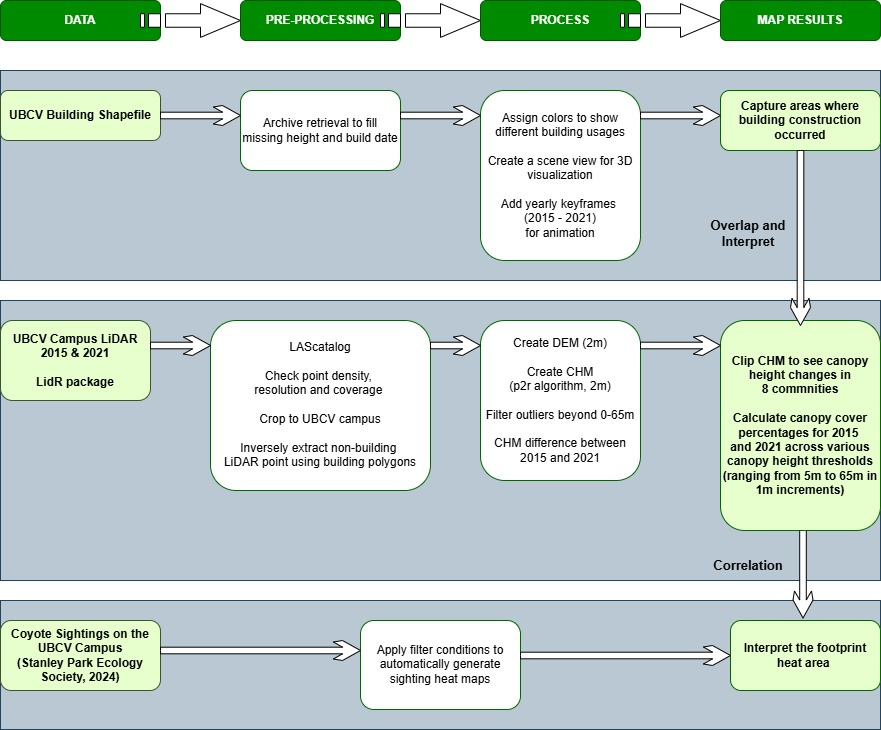 DATA
PRE-PROCESSING
PROCESS
MAP RESULTS
UBCV Building Shapefile
Archive retrieval to fill
missing height and build date
Assign colors to show
different building usages
Create a scene view for 3D
visualization
Add yearly keyframes
(2015 - 2021)
for animation
Capture areas where
building construction
occurred
Overlap and
Interpret
UBCV Campus LiDAR
2015 & 2021
LidR package
LAScatalog
Check point density,
resolution and coverage
Crop to UBCV campus
Inversely extract non-building
LiDAR point using building polygons
Create DEM (2m)
Create CHM
(p2r algorithm, 2m)
Filter outliers beyond 0-65m
CHM difference between
2015 and 2021
Clip CHM to see canopy
height changes in
8 commnities
Calculate canopy cover
percentages for 2015
and 2021 across various
canopy height thresholds
(ranging from 5m to 65m in
1m increments)
Correlation
Coyote Sightings on the
UBCV Campus
(Stanley Park Ecology
Society, 2024)
Apply filter conditions to
automatically generate
sighting heat maps
Interpret the footprint
heat area